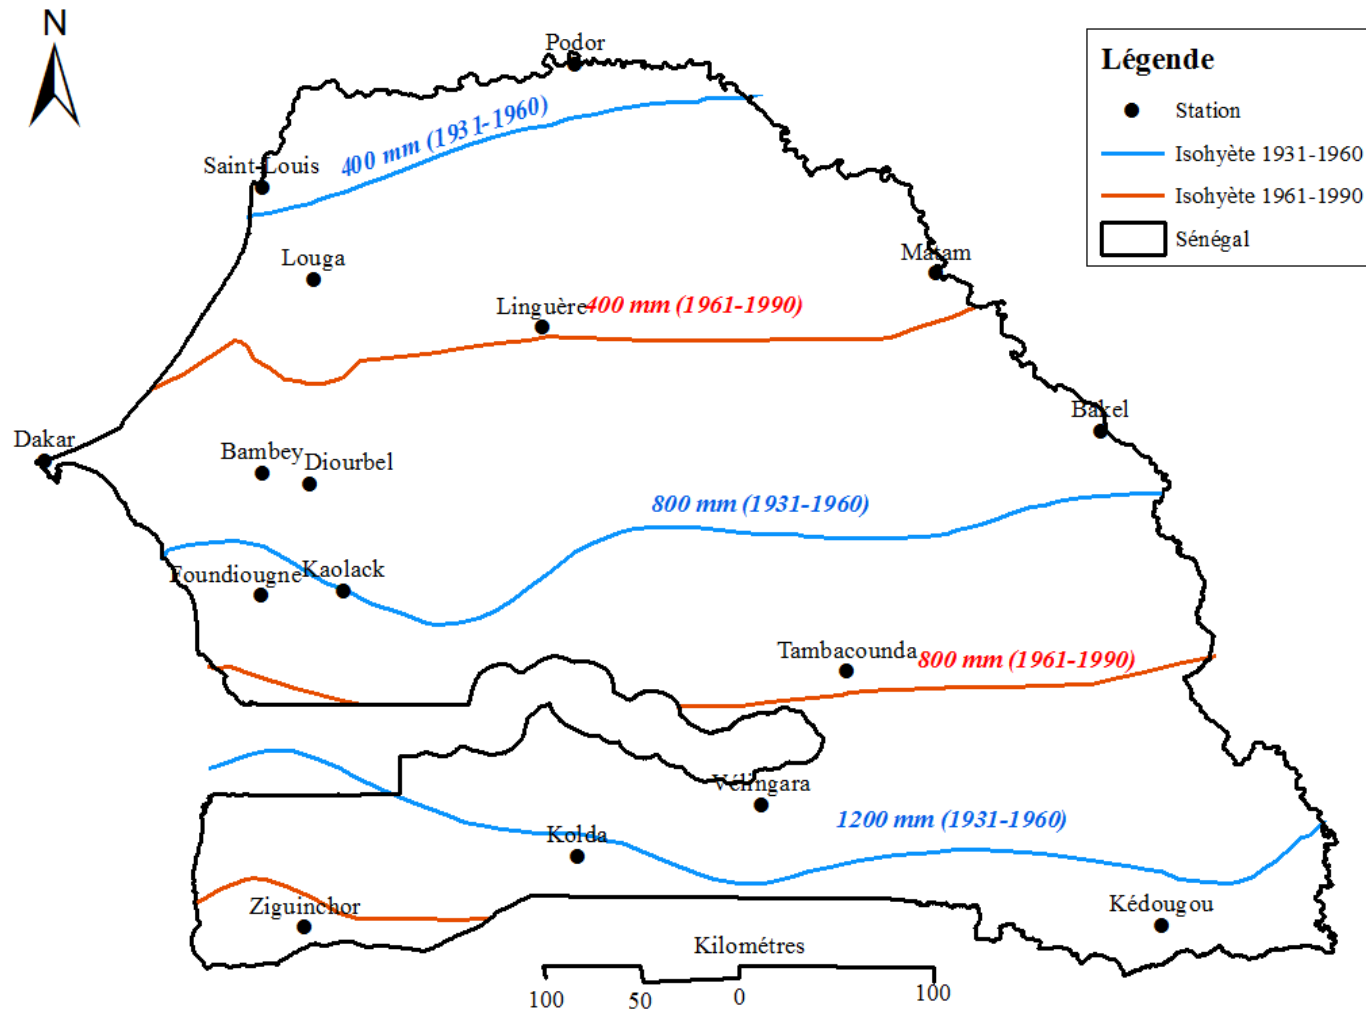 N
Podor
Légende
Station
Isohyète 1931-1960
Isohyète 1961-1990
Sénégal
400 mm (1931-1960)
Saint-Louis
Louga
Matam
Linguère
400 mm (1961-1990)
Bakel
Dakar
Bambey
Diourbel
800 mm (1931-1960)
Foundiougne
Kaolack
Tambacounda
800 mm (1961-1990)
Vélingara
1200 mm (1931-1960)
Kolda
Ziguinchor
Kédougou
Kilométres
100 50 0 100